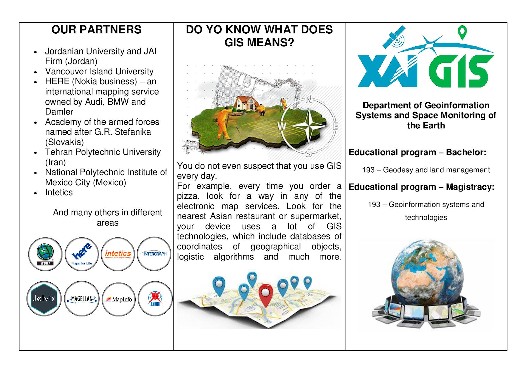 OUR PARTNERS
Jordanian University and JAI
Firm (Jordan)
Vancouver Island University
HERE (Nokia business) – an
international mapping service
owned by Audi, BMW and
Damler
Academy of the armed forces
named after G.R. Stefanika
(Slovakia)
Tehran Polytechnic University
(Iran)
National Polytechnic Institute of
Mexico City (Mexico)
Intetics
And many others in different
areas
here
intetics
MapInfo
DO YO KNOW WHAT DOES
GIS MEANS?
You do not even suspect that you use GIS
every day.
For example, every time you order a
pizza, look for a way in any of the
electronic map services. Look for the
nearest Asian restaurant or supermarket,
your device uses a lot of GIS
technologies, which include databases of
coordinates of geographical objects,
logistic algorithms and much more.
XAI GIS
Department of Geoinformation
Systems and Space Monitoring of
the Earth
Educational program – Bachelor:
193 – Geodesy and land management
Educational program – Magistracy:
193 – Geoinformation systems and
technologies